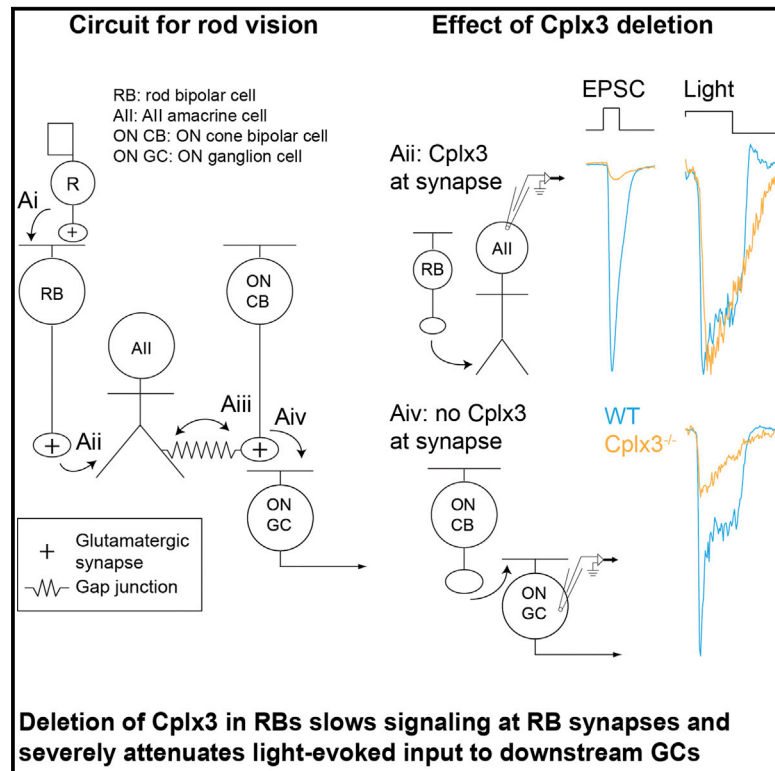 Circuit for rod vision
RB: rod bipolar cell
AII: AII amacrine cell
ON CB: ON cone bipolar cell
ON GC: ON ganglion cell
R
Ai
+
RB
ON
CB
AII
Aiii
Aiv
+
Aii
+
ON
GC
+ Glutamatergic
synapse
Gap junction
Effect of Cplx3 deletion
EPSC
Light
Aii: Cplx3
at synapse
RB
AII
WT
Cplx3-/-
Aiv: no Cplx3
at synapse
ON
CB
ON
GC
Deletion of Cplx3 in RBs slows signaling at RB synapses and
severely attenuates light-evoked input to downstream GCs